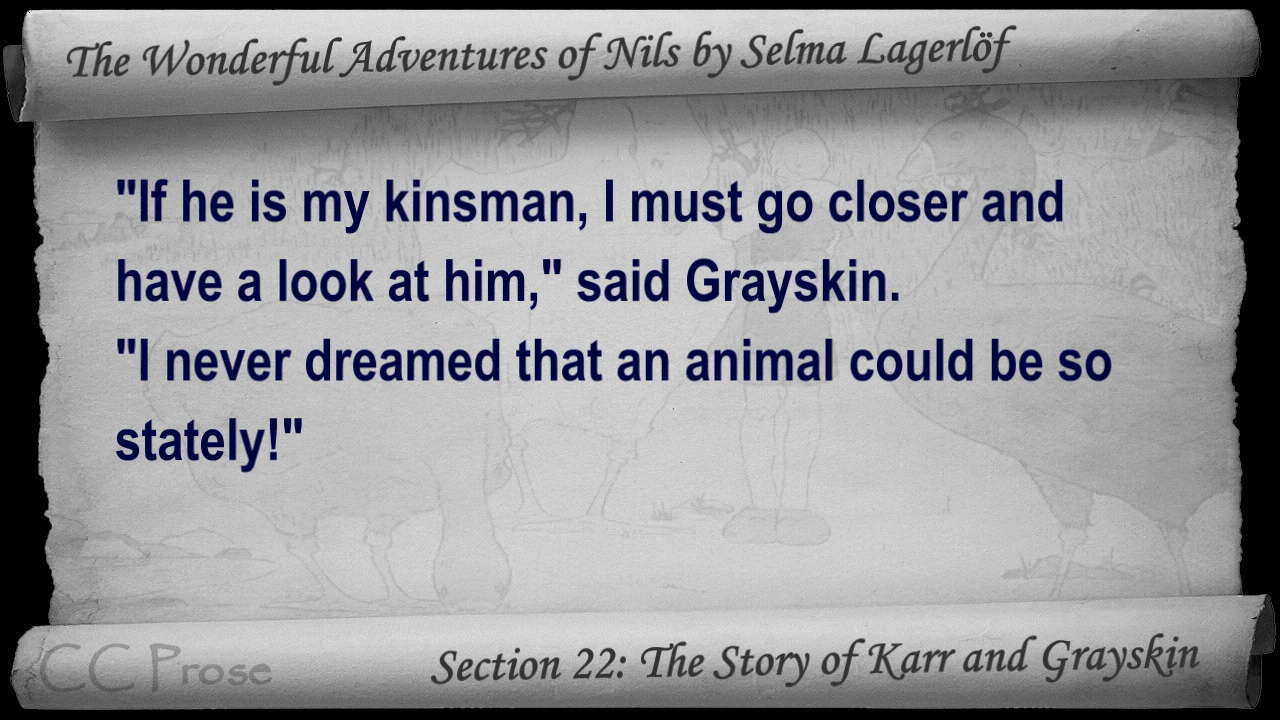 The Wonderful Adventures of Nils by Selma Lagerlöf
"If he is my kinsman, I must go closer and
have a look at him," said Grayskin.
"I never dreamed that an animal could be so
stately!"
CC Prose
Section 22: The Story of Karr and Grayskin